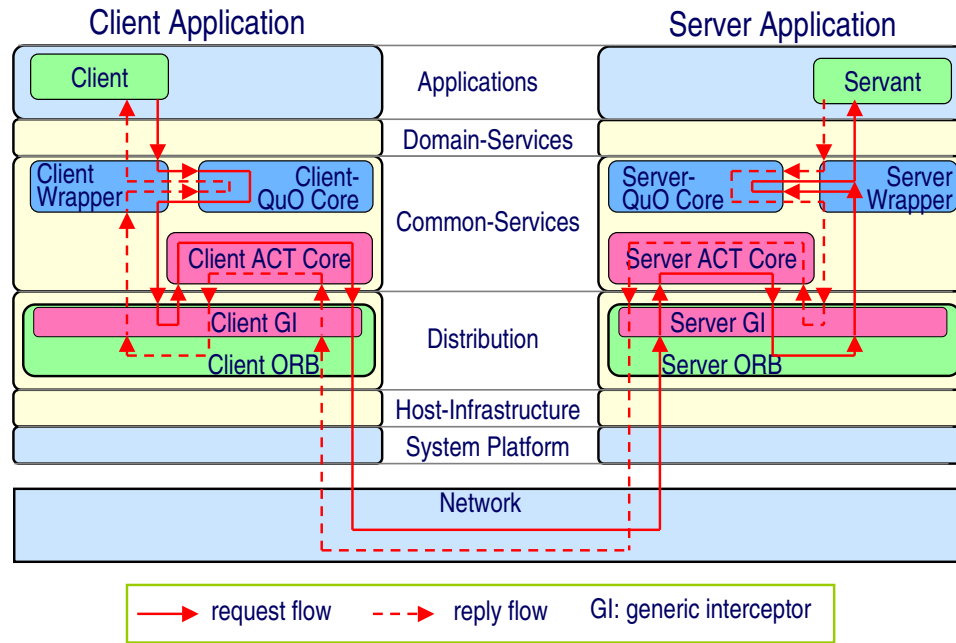 Client Application
Server Application
Client
Applications
Servant
Domain-Services
Client
Wrapper
Client-
QuO Core
Common-Services
Server-
QuO Core
Server
Wrapper
Client ACT Core
Server ACT Core
Client GI
Client ORB
Distribution
Server GI
Server ORB
Host-Infrastructure
System Platform
Network
request flow
reply flow
GI: generic interceptor